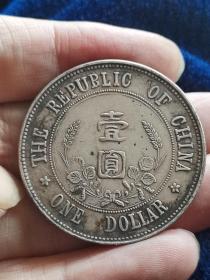 THE REPUBLIC OF CHINA
壹圓
ONE DOLLAR